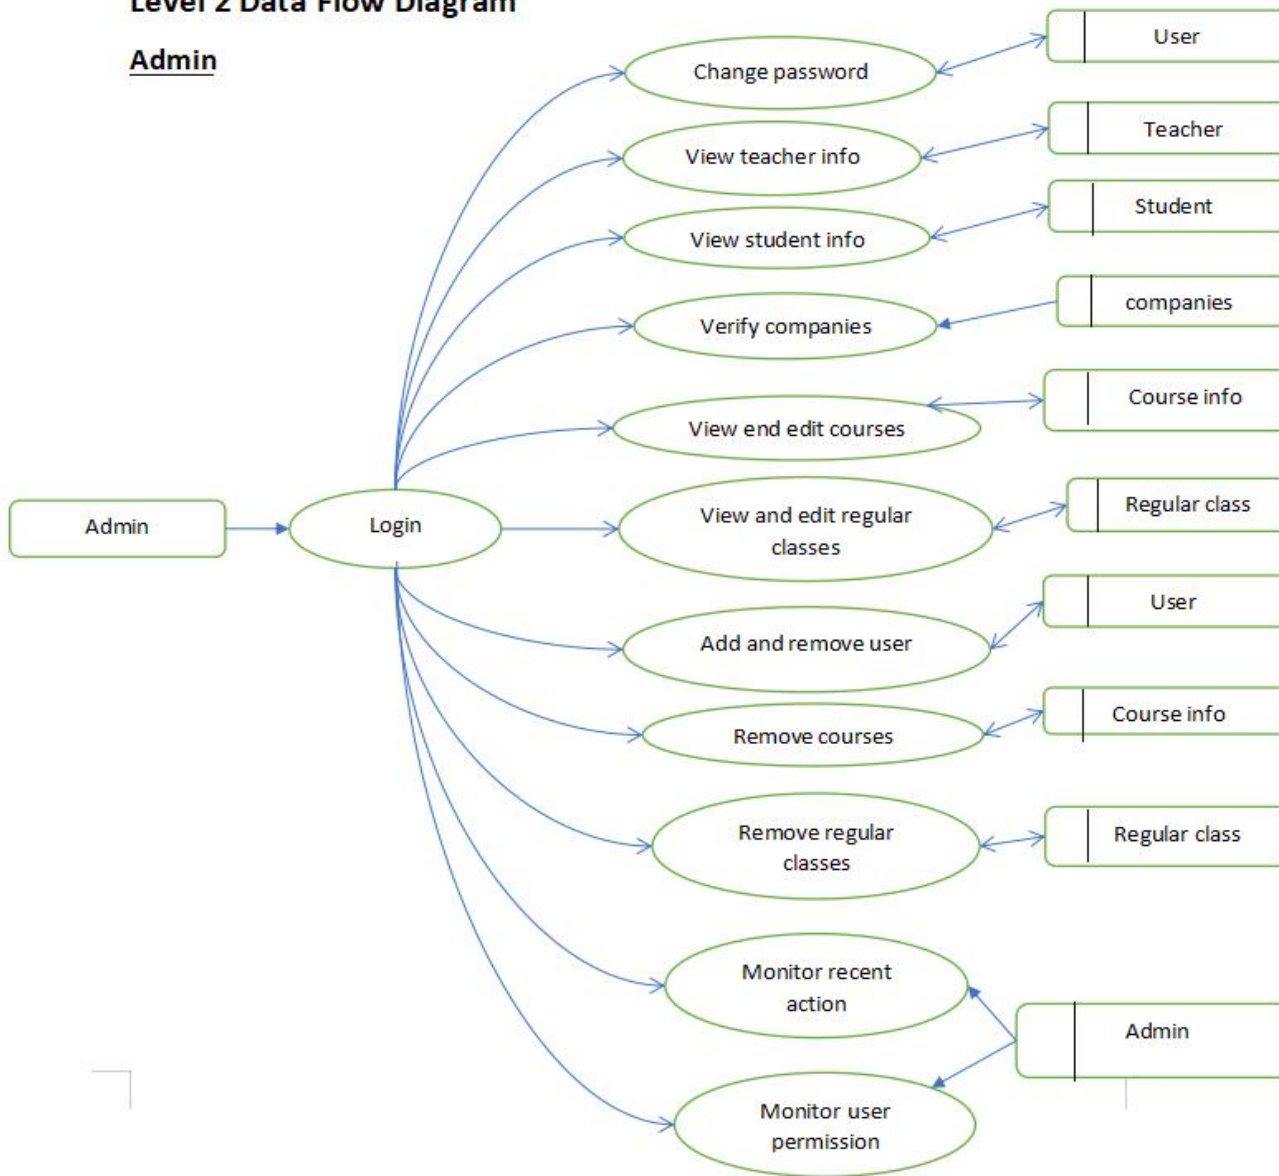 Level 2 Data Flow Diagram
Admin
Change password
User
View teacher info
Teacher
View student info
Student
Verify companies
companies
View end edit courses
Course info
Admin
Login
View and edit regular
classes
Regular class
Add and remove user
User
Remove courses
Course info
Remove regular
classes
Regular class
Monitor recent
action
Admin
Monitor user
permission